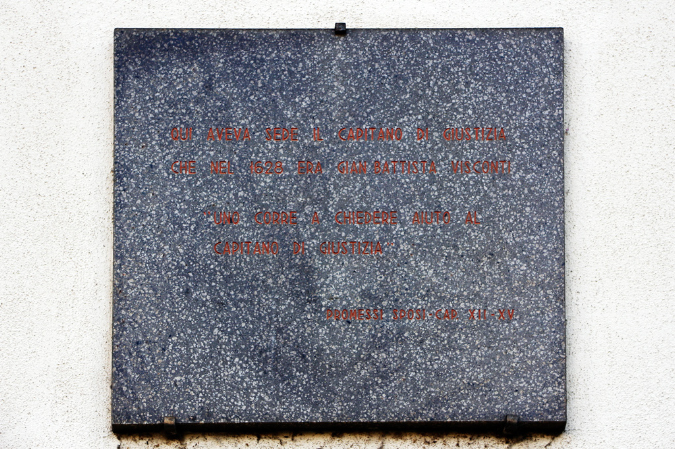 QUI AVEVA SEDE IL CAPITANO DI GIUSTIZIA
CHE NEL 1628 ERA GIAN BATTISTA VISCONTI
"UNO CORRE A CHIEDERE AIUTO AL
CAPITANO DI GIUSTIZIA"
PROMESSI SPOSI-CAP. XII-XV